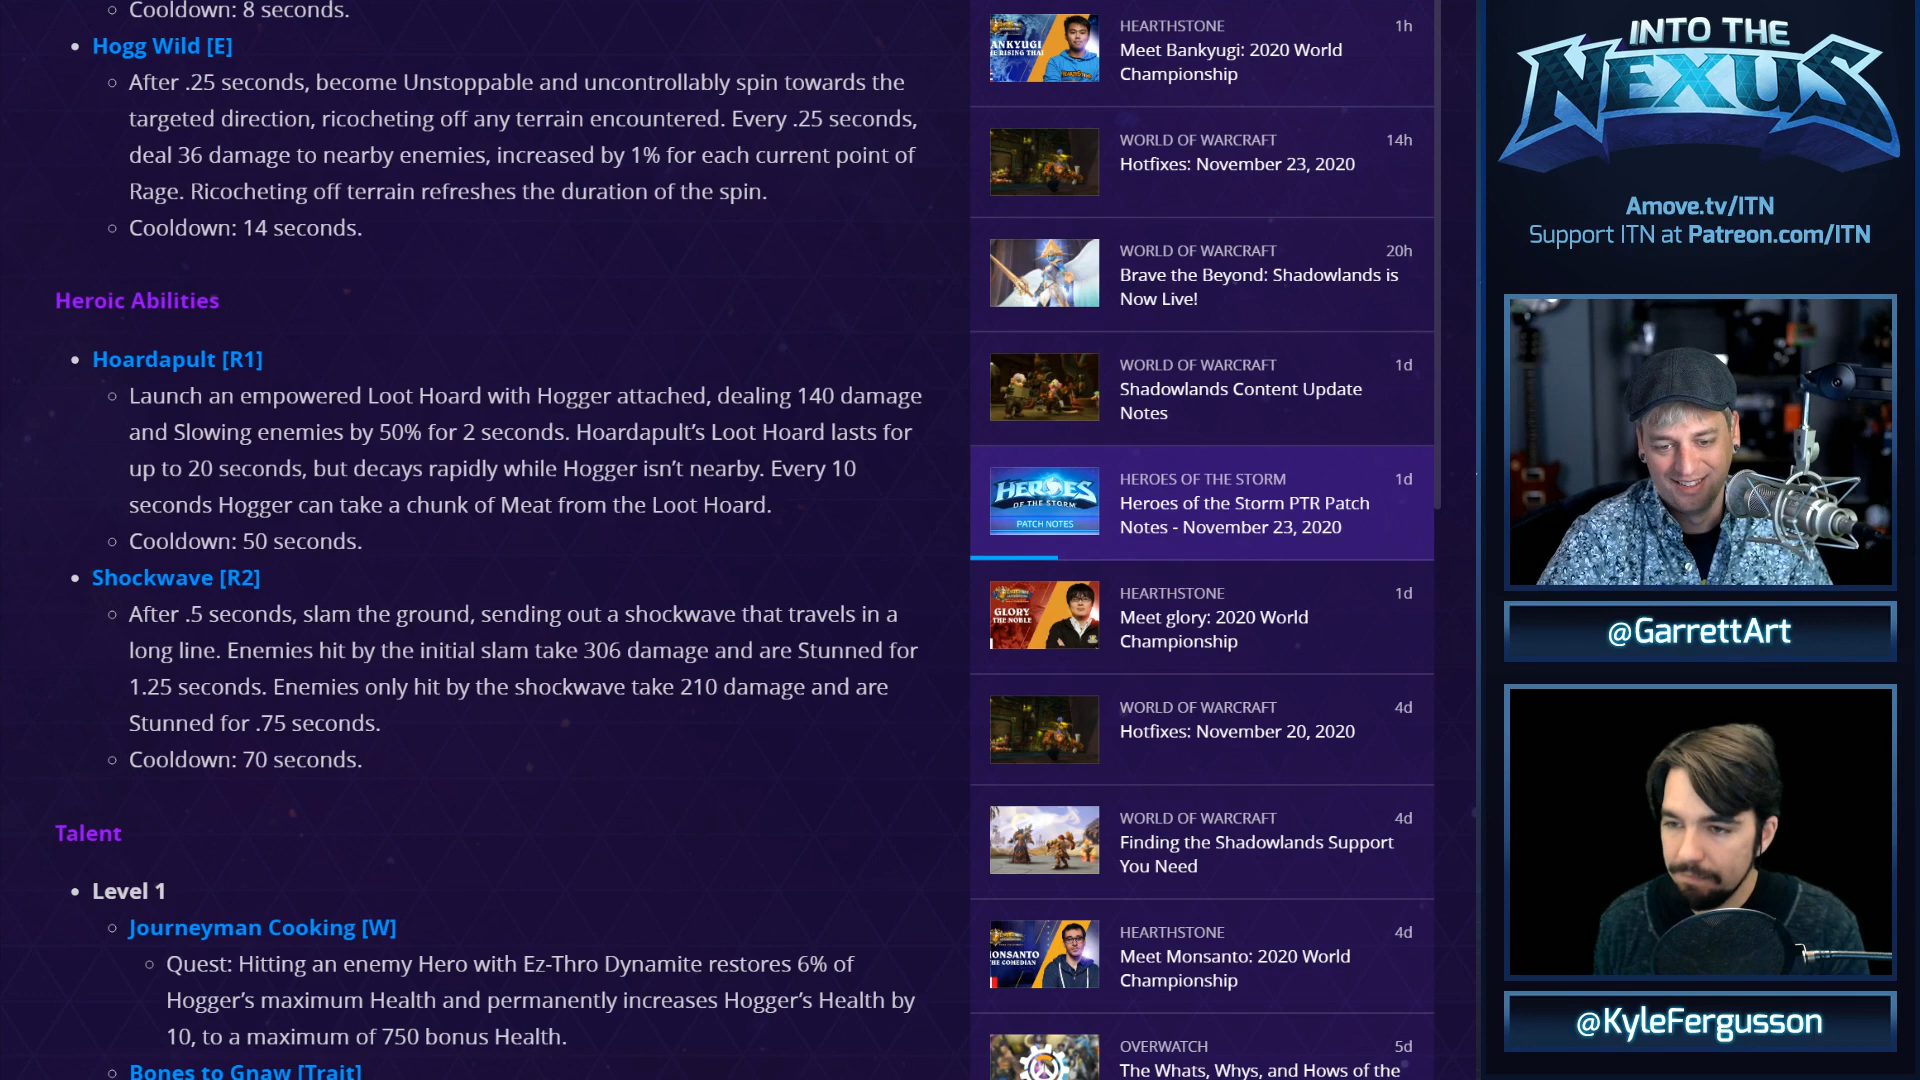 Cooldown: 8 seconds.
Hogg Wild [E]
After .25 seconds, become Unstoppable and uncontrollably spin towards the
targeted direction, ricocheting off any terrain encountered. Every .25 seconds,
deal 36 damage to nearby enemies, increased by 1% for each current point of
Rage. Ricocheting off terrain refreshes the duration of the spin.
Cooldown: 14 seconds.
Heroic Abilities
Hoardapult [R1]
Launch an empowered Loot Hoard with Hogger attached, dealing 140 damage
and Slowing enemies by 50% for 2 seconds. Hoardapult's Loot Hoard lasts for
up to 20 seconds, but decays rapidly while Hogger isn't nearby. Every 10
seconds Hogger can take a chunk of Meat from the Loot Hoard.
Cooldown: 50 seconds.
Shockwave [R2]
After .5 seconds, slam the ground, sending out a shockwave that travels in a
long line. Enemies hit by the initial slam take 306 damage and are Stunned for
1.25 seconds. Enemies only hit by the shockwave take 210 damage and are
Stunned for .75 seconds.
Cooldown: 70 seconds.
Talent
Level 1
Journeyman Cooking [W]
Quest: Hitting an enemy Hero with Ez-Thro Dynamite restores 6% of
Hogger's maximum Health and permanently increases Hogger's Health by
10, to a maximum of 750 bonus Health.
Bones to Gnaw [Trait]
ANKYUGI
HEARTHSTONE 1h
Meet Bankyugi: 2020 World
Championship
WORLD OF WARCRAFT 14h
Hotfixes: November 23, 2020
WORLD OF WARCRAFT 20h
Brave the Beyond: Shadowlands is
Now Live!
WORLD OF WARCRAFT 1d
Shadowlands Content Update
Notes
HEROES
OF THE STORM
PATCH NOTES
HEROES OF THE STORM 1d
Heroes of the Storm PTR Patch
Notes - November 23, 2020
GLORY
THE NOBLE
HEARTHSTONE 1d
Meet glory: 2020 World
Championship
WORLD OF WARCRAFT 4d
Hotfixes: November 20, 2020
WORLD OF WARCRAFT 4d
Finding the Shadowlands Support
You Need
MONSANTO
THE COMEDIAN
HEARTHSTONE 4d
Meet Monsanto: 2020 World
Championship
OVERWATCH 5d
The Whats, Whys, and Hows of the
INTO THE
NEXUS
Amove.tv/ITN
Support ITN at Patreon.com/ITN
@GarrettArt
@KyleFergusson